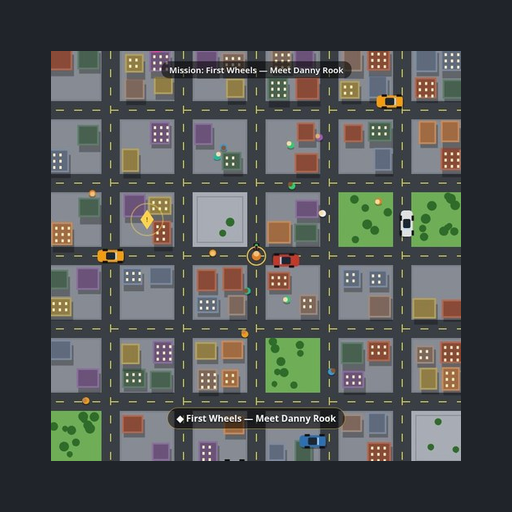 Mission: First Wheels — Meet Danny Rook
◆ First Wheels — Meet Danny Rook